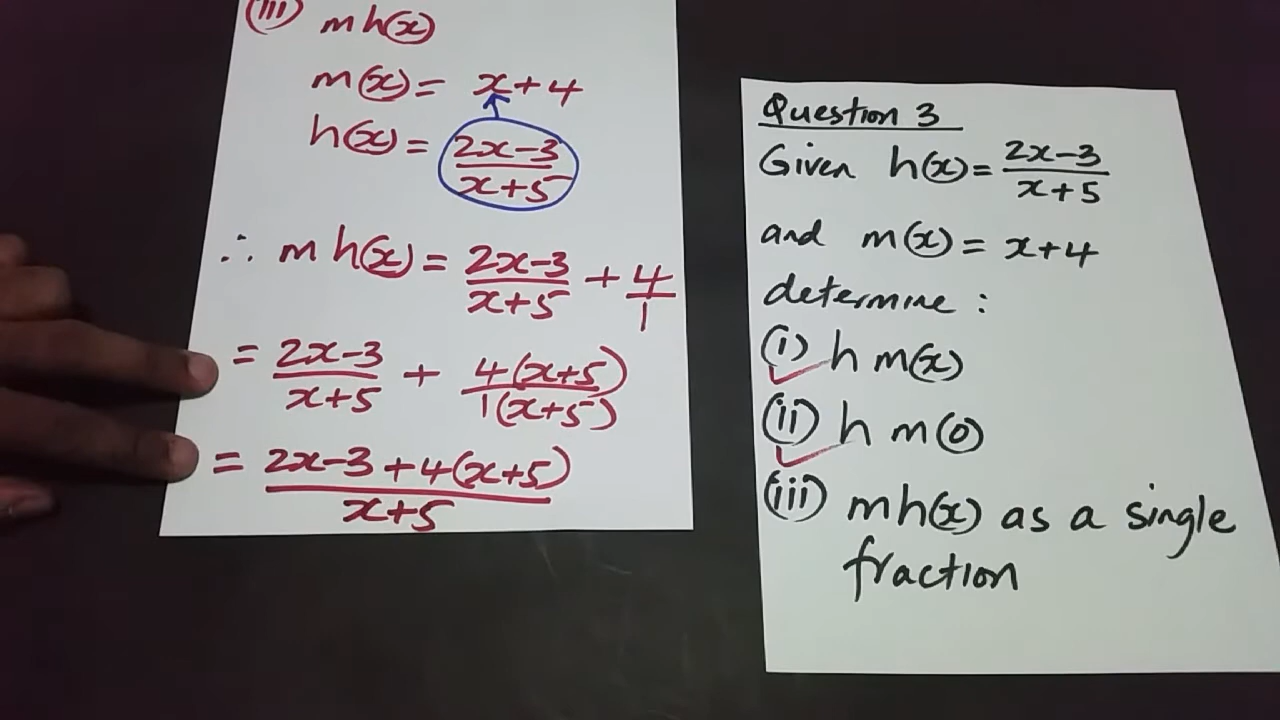 (iii) mh(x)
m(x) = x+4
h(x) = (2x-3)/(x+5)
∴ mh(x) = (2x-3)/(x+5) + 4/1
= (2x-3)/(x+5) + 4(x+5)/1(x+5)
= (2x-3+4(x+5))/(x+5)
Question 3
Given h(x) = (2x-3)/(x+5)
and m(x) = x+4
determine :
(i) hm(x)
(ii) hm(0)
(iii) mh(x) as a single
fraction